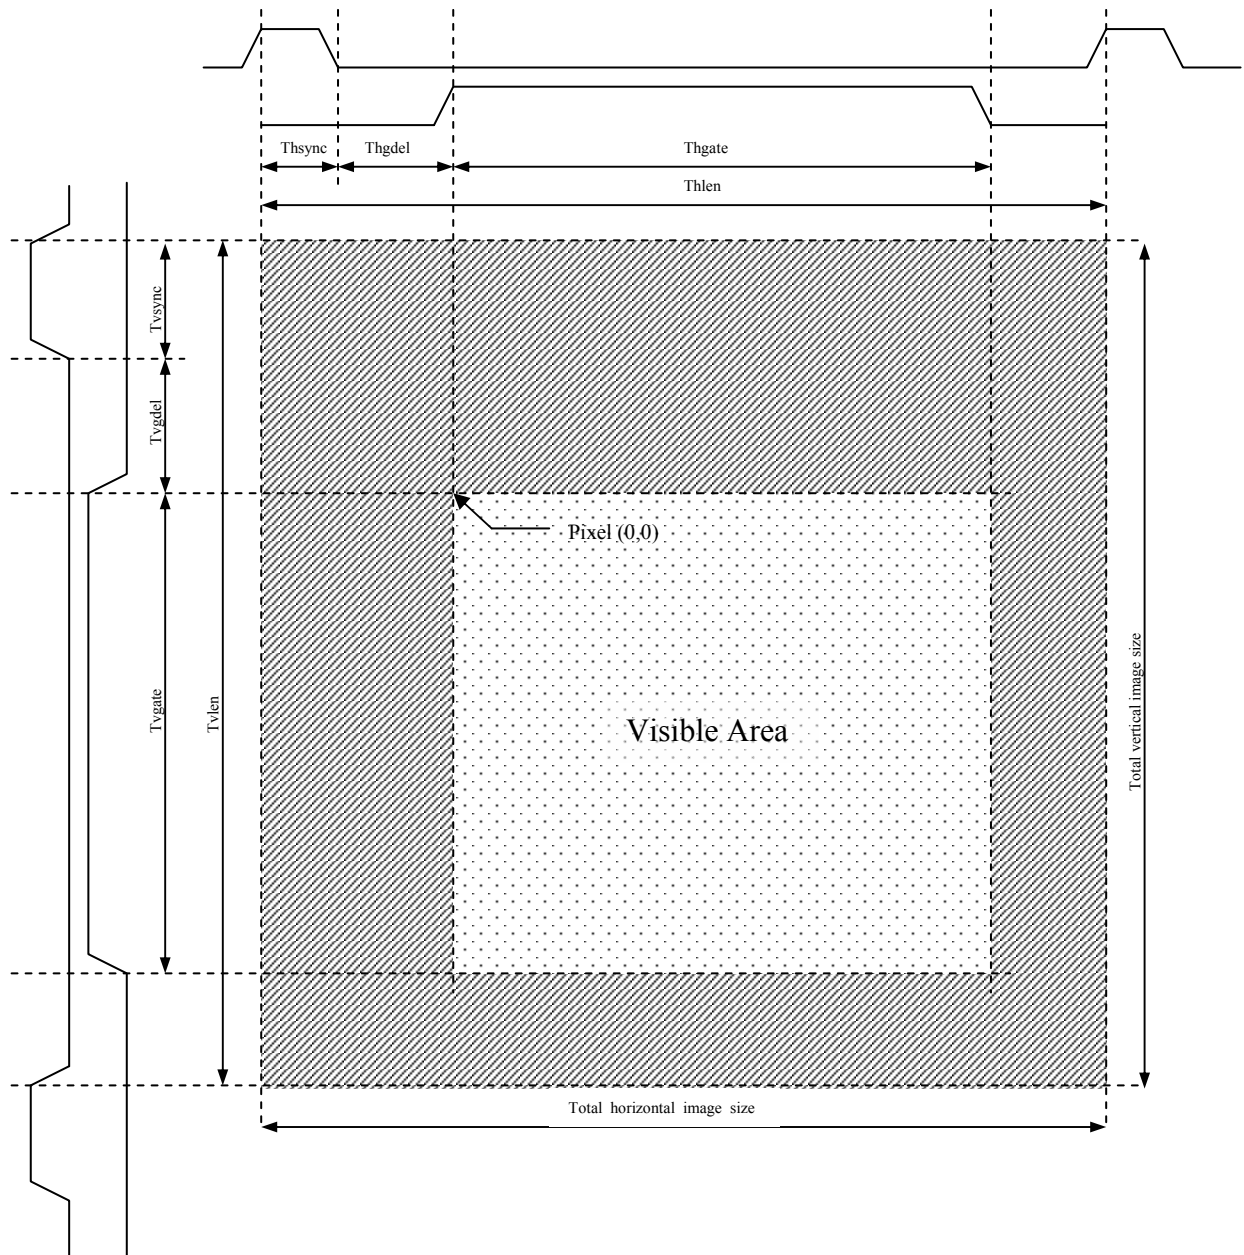 Thsync
Thgdel
Thgate
Thlen
Tvsync
Tvgdel
Tvgate
Tvlen
Pixel (0,0)
Visible Area
Total vertical image size
Total horizontal image size